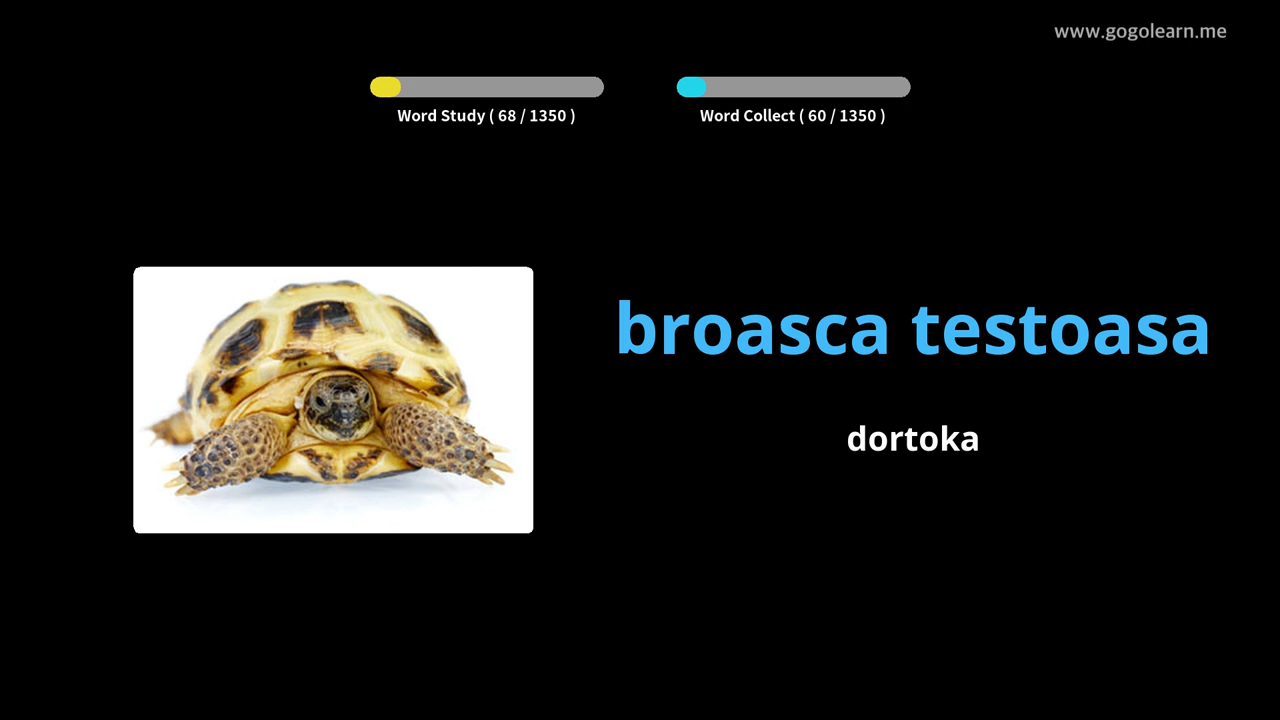 www.gogolearn.me
Word Study ( 68 / 1350 )
Word Collect ( 60 / 1350 )
broasca testoasa
dortoka